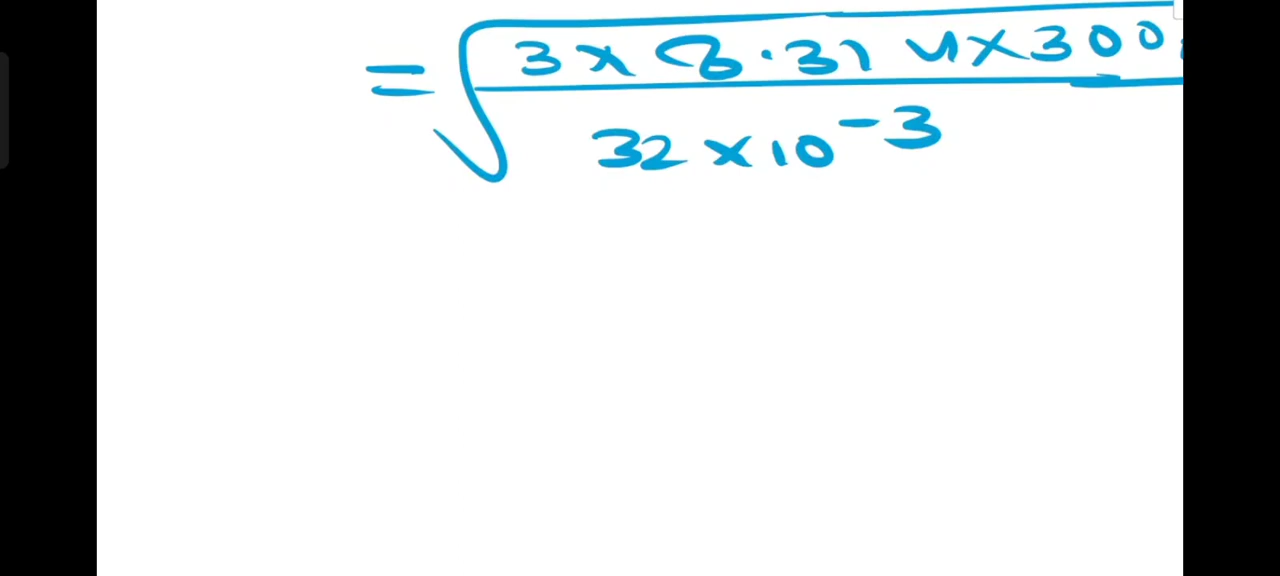 = √(3 × 8.314 × 300
32 × 10⁻³